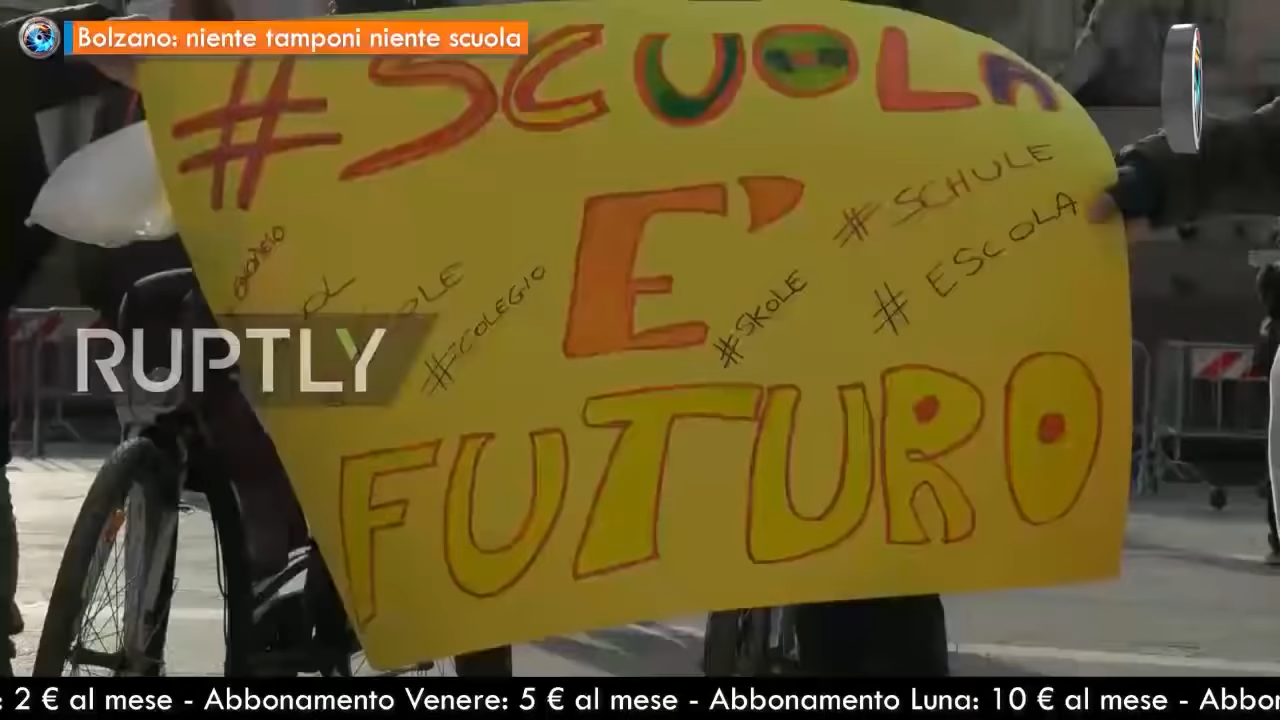 Bolzano: niente tamponi niente scuola
#SCUOLA
E'
#SCHULE
#ESCOLA
#SKOLE
#COLEGIO
FUTURO
RUPTLY
: 2 € al mese - Abbonamento Venere: 5 € al mese - Abbonamento Luna: 10 € al mese - Abbo